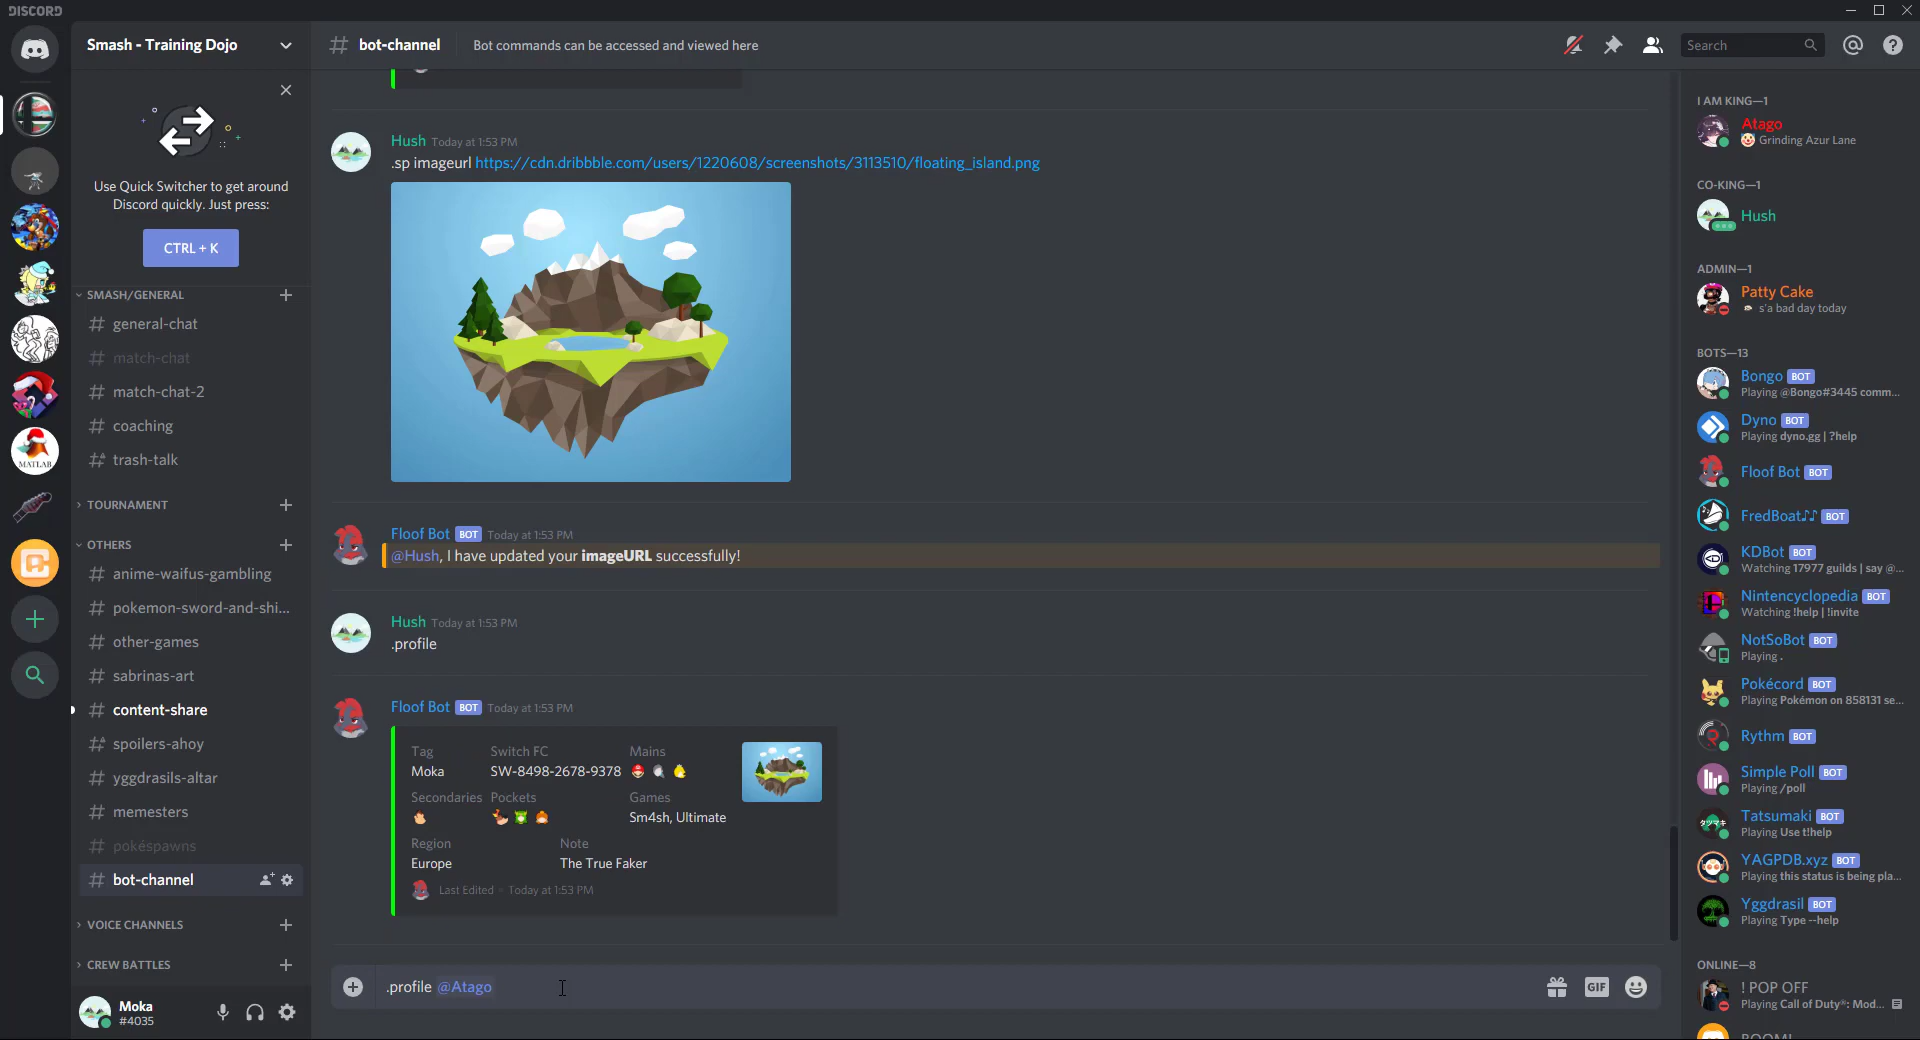 DISCORD
Smash - Training Dojo
Use Quick Switcher to get around
Discord quickly. Just press:
CTRL + K
SMASH/GENERAL
general-chat
match-chat
match-chat-2
coaching
trash-talk
TOURNAMENT
OTHERS
anime-waifus-gambling
pokemon-sword-and-shi...
other-games
sabrinas-art
content-share
spoilers-ahoy
yggdrasils-altar
memesters
pokéspawns
bot-channel
VOICE CHANNELS
CREW BATTLES
Moka
#4035
MATLAB
bot-channel
Bot commands can be accessed and viewed here
Search
Hush Today at 1:53 PM
.sp imageurl https://cdn.dribbble.com/users/1220608/screenshots/3113510/floating_island.png
Floof Bot BOT Today at 1:53 PM
@Hush, I have updated your imageURL successfully!
Hush Today at 1:53 PM
.profile
Floof Bot BOT Today at 1:53 PM
Tag Switch FC Mains
Moka SW-8498-2678-9378
Secondaries Pockets Games
Sm4sh, Ultimate
Region Note
Europe The True Faker
Last Edited • Today at 1:53 PM
.profile @Atago
GIF
I AM KING—1
Atago
Grinding Azur Lane
CO-KING—1
Hush
ADMIN—1
Patty Cake
s'a bad day today
BOTS—13
Bongo BOT
Playing @Bongo#3445 comm...
Dyno BOT
Playing dyno.gg | ?help
Floof Bot BOT
FredBoat♪♪ BOT
KDBot BOT
Watching 17977 guilds | say @...
Nintencyclopedia BOT
Watching !help | !invite
NotSoBot BOT
Playing .
Pokécord BOT
Playing Pokémon on 858131 se...
Rythm BOT
Simple Poll BOT
Playing /poll
Tatsumaki BOT
Playing Use t!help
YAGPDB.xyz BOT
Playing this status is being pla...
Yggdrasil BOT
Playing Type --help
ONLINE—8
! POP OFF
Playing Call of Duty®: Mod...